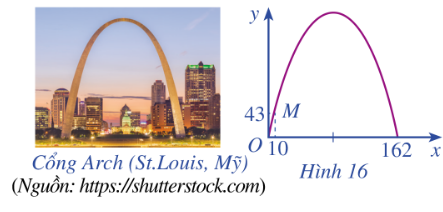 y
43 M
O 10 162 x
Cổng Arch (St.Louis, Mỹ)
Hình 16
(Nguồn: https://shutterstock.com)